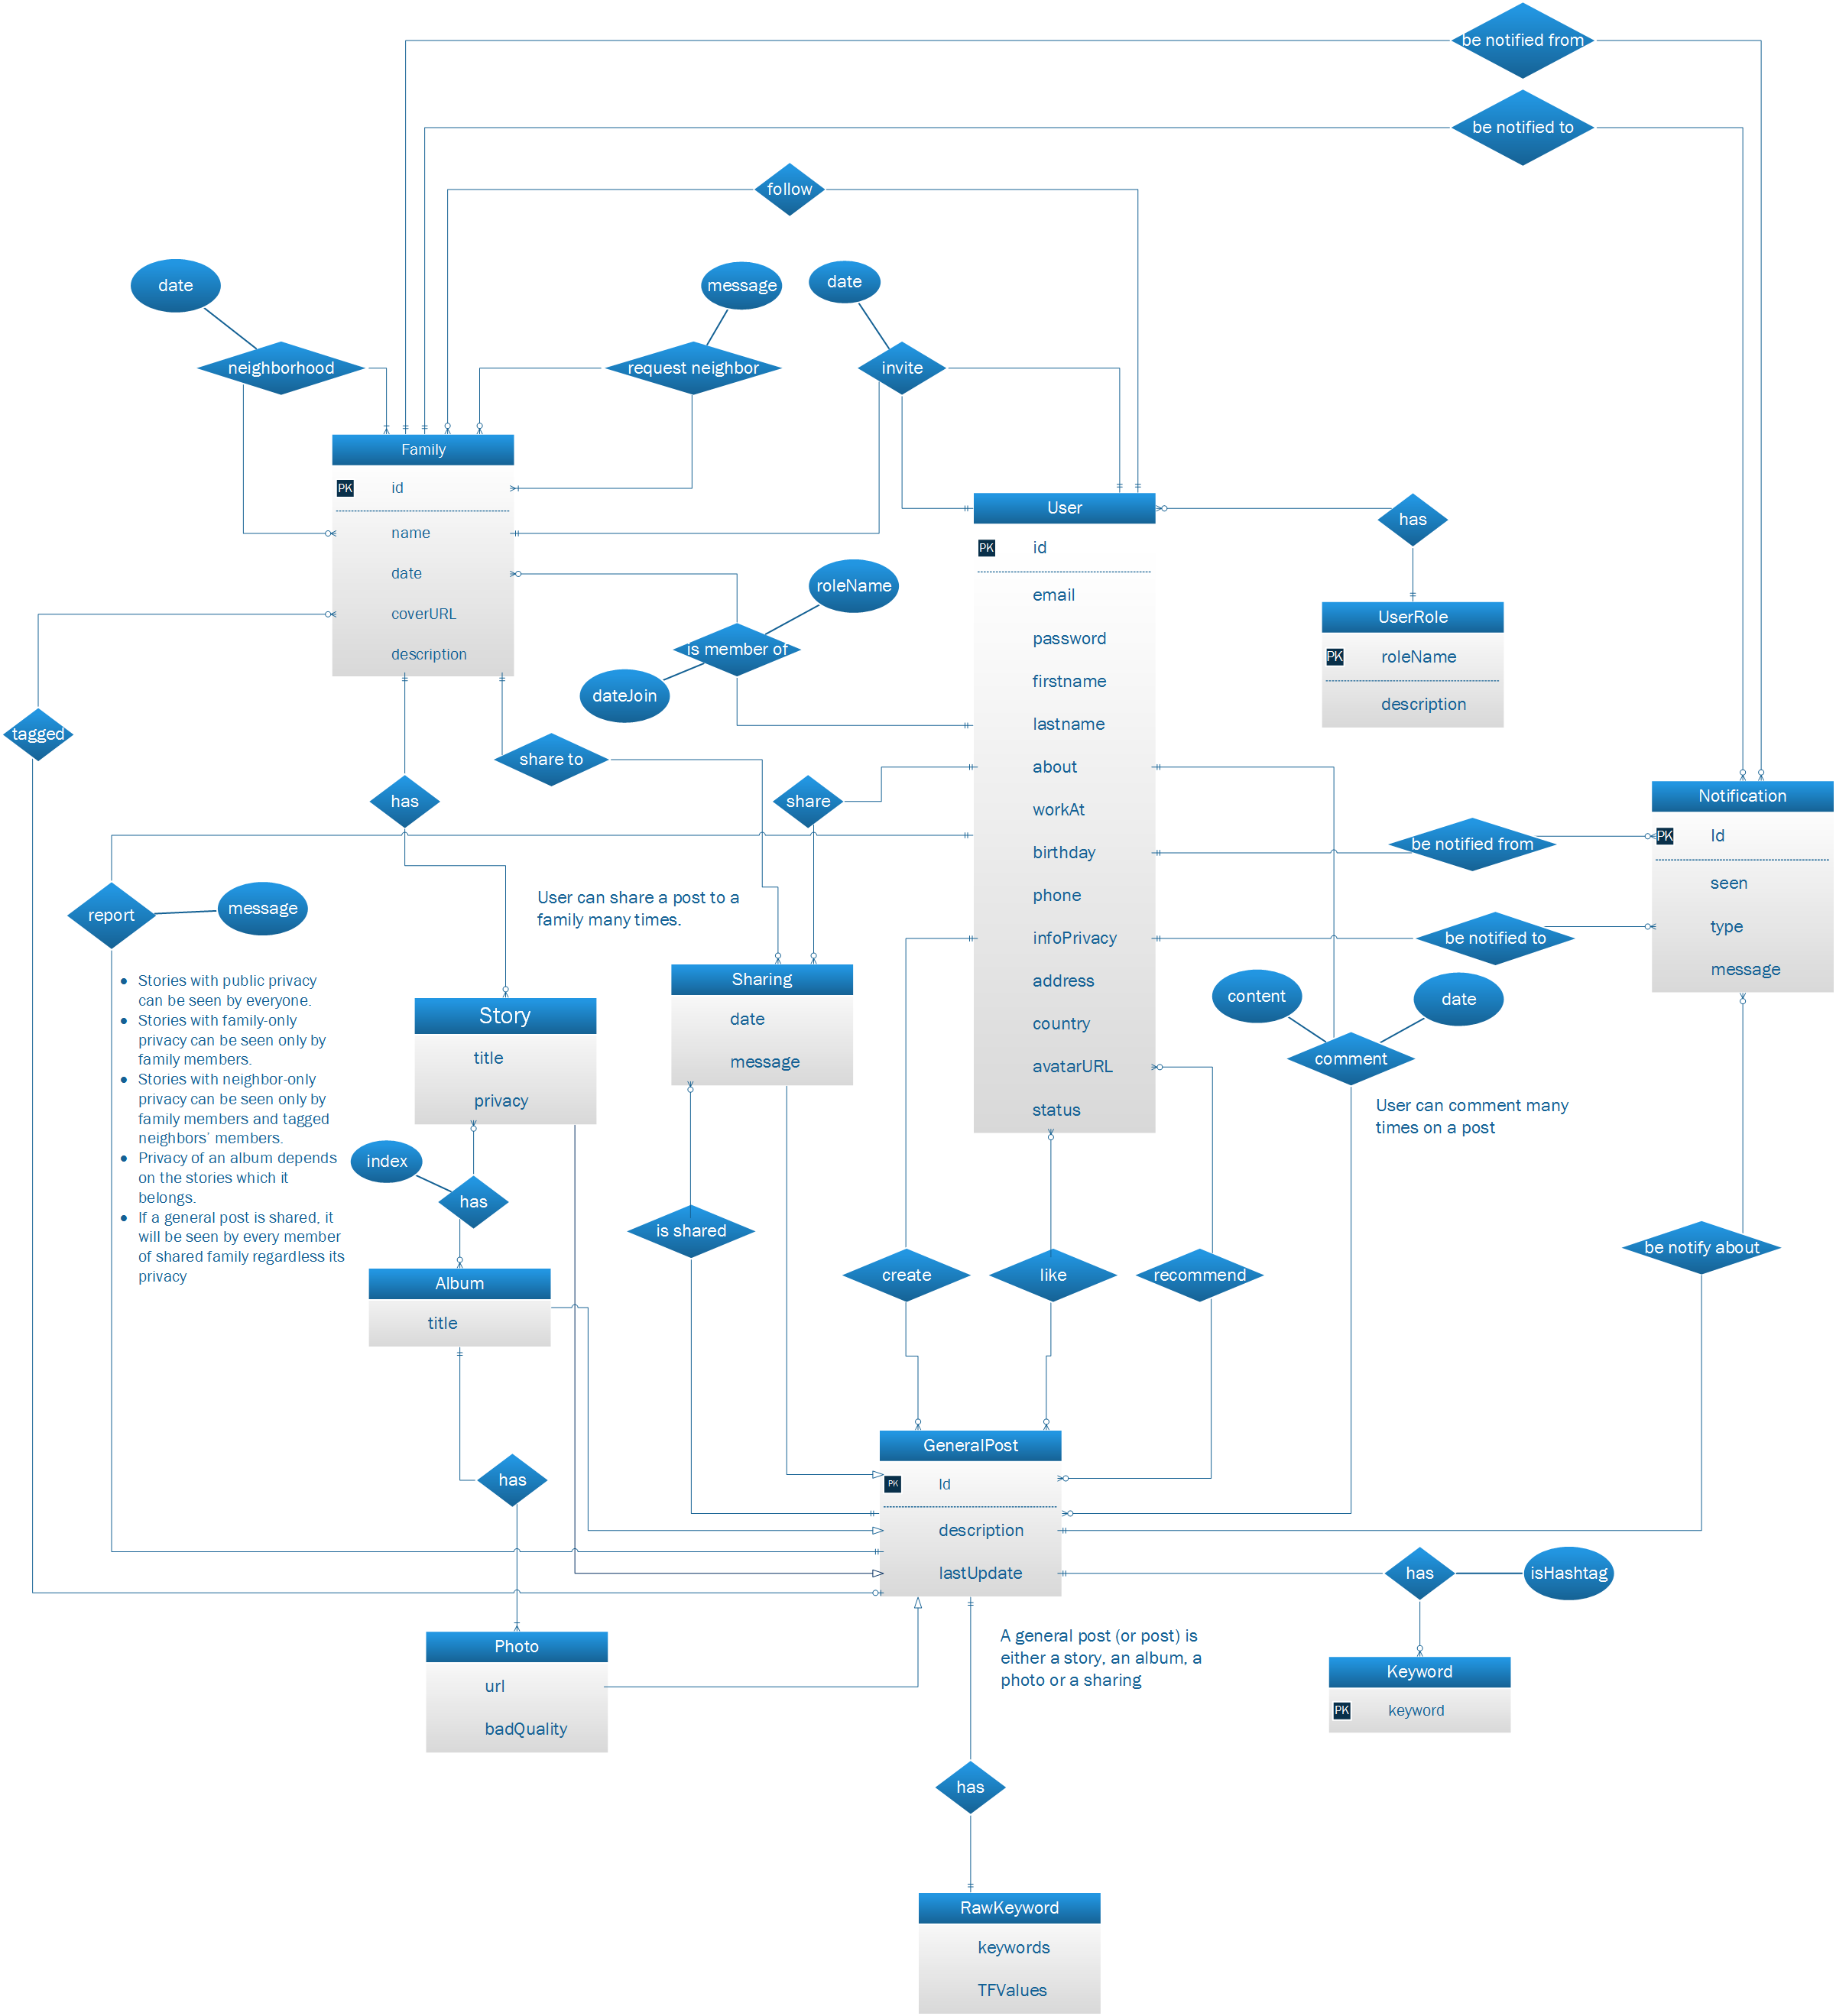 be notified from
be notified to
follow
date
message
date
neighborhood
request neighbor
invite
Family
PK id
name
date
coverURL
description
User
PK id
email
password
firstname
lastname
about
workAt
birthday
phone
infoPrivacy
address
country
avatarURL
status
has
UserRole
PK roleName
description
roleName
is member of
dateJoin
tagged
share to
has
share
Notification
PK Id
seen
type
message
be notified from
be notified to
report
message
User can share a post to a
family many times.
• Stories with public privacy
can be seen by everyone.
• Stories with family-only
privacy can be seen only by
family members.
• Stories with neighbor-only
privacy can be seen only by
family members and tagged
neighbors' members.
• Privacy of an album depends
on the stories which it
belongs.
• If a general post is shared, it
will be seen by every member
of shared family regardless its
privacy
Story
title
privacy
Sharing
date
message
content
date
comment
User can comment many
times on a post
index
has
is shared
create
like
recommend
be notify about
Album
title
has
GeneralPost
PK Id
description
lastUpdate
has
isHashtag
Photo
url
badQuality
A general post (or post) is
either a story, an album, a
photo or a sharing
Keyword
PK keyword
has
RawKeyword
keywords
TFValues